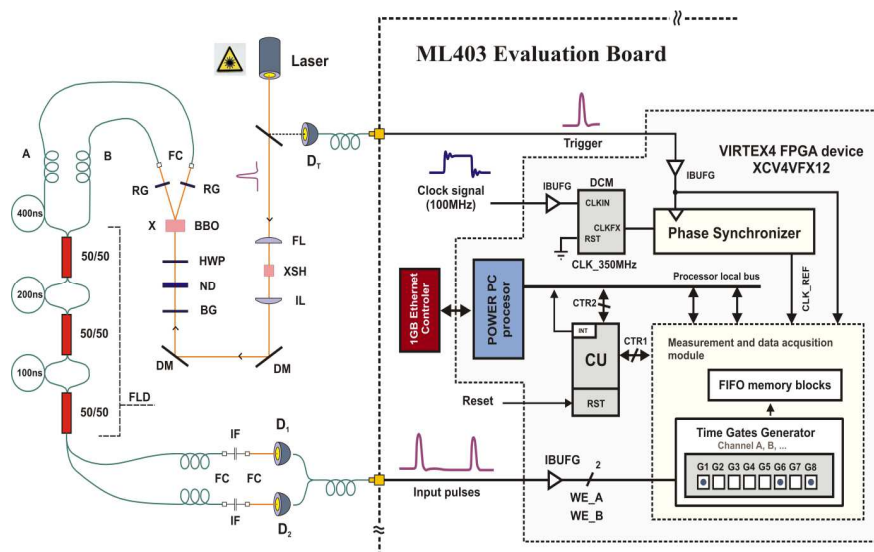 ML403 Evaluation Board
Laser
A
B
FC
RG
RG
D_T
Trigger
VIRTEX4 FPGA device
XCV4VFX12
IBUFG
Clock signal
(100MHz)
IBUFG
DCM
CLKIN
CLKFX
RST
CLK_350MHz
Phase Synchronizer
400ns
X
BBO
FL
50/50
HWP
XSH
ND
IL
BG
200ns
50/50
DM
DM
100ns
50/50
FLD
1GB Ethernet
Controler
POWER PC
procesor
Processor local bus
CLK_REF
CTR2
INT
CU
CTR1
RST
Reset
Measurement and data acqusition
module
FIFO memory blocks
Time Gates Generator
Channel A, B, ...
G1 G2 G3 G4 G5 G6 G7 G8
IF
D1
FC
FC
IF
D2
Input pulses
IBUFG
2
WE_A
WE_B